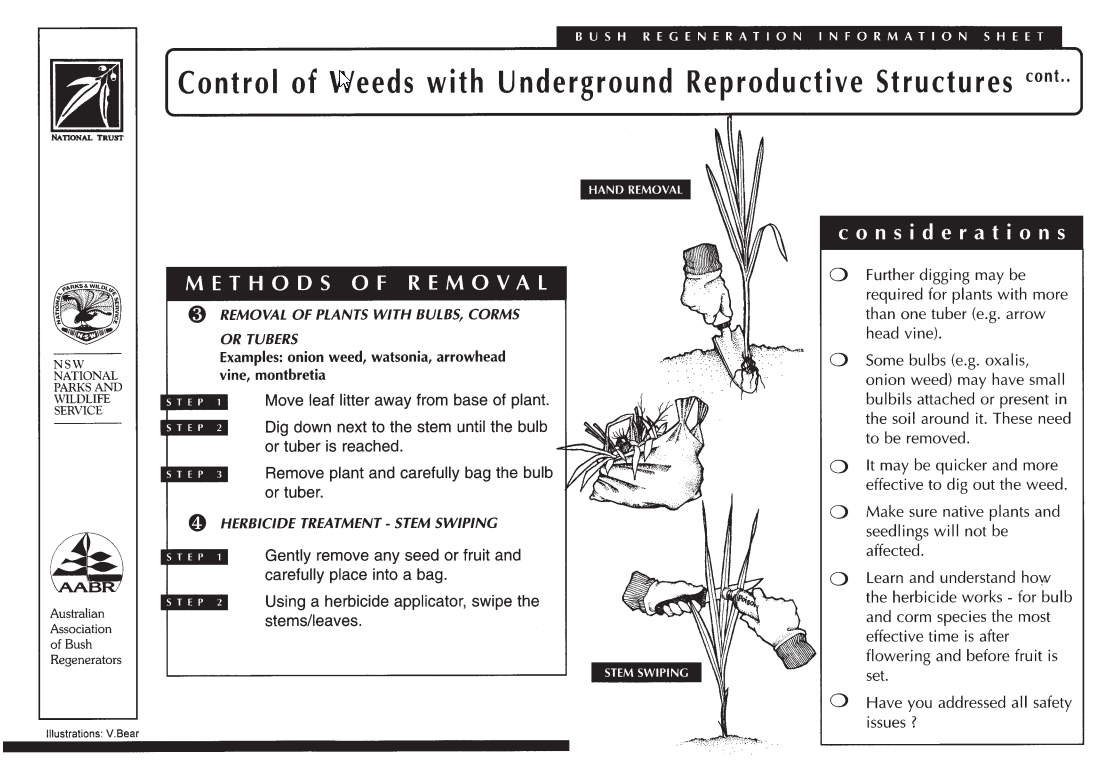 BUSH REGENERATION INFORMATION SHEET
Control of Weeds with Underground Reproductive Structures cont..
NATIONAL TRUST
NATIONAL PARKS & WILDLIFE SERVICE
NSW
NSW
NATIONAL
PARKS AND
WILDLIFE
SERVICE
AABR
Australian
Association
of Bush
Regenerators
Illustrations: V.Bear
METHODS OF REMOVAL
3 REMOVAL OF PLANTS WITH BULBS, CORMS
OR TUBERS
Examples: onion weed, watsonia, arrowhead
vine, montbretia
STEP 1 Move leaf litter away from base of plant.
STEP 2 Dig down next to the stem until the bulb
or tuber is reached.
STEP 3 Remove plant and carefully bag the bulb
or tuber.
4 HERBICIDE TREATMENT - STEM SWIPING
STEP 1 Gently remove any seed or fruit and
carefully place into a bag.
STEP 2 Using a herbicide applicator, swipe the
stems/leaves.
HAND REMOVAL
Poison
STEM SWIPING
considerations
Further digging may be
required for plants with more
than one tuber (e.g. arrow
head vine).
Some bulbs (e.g. oxalis,
onion weed) may have small
bulbils attached or present in
the soil around it. These need
to be removed.
It may be quicker and more
effective to dig out the weed.
Make sure native plants and
seedlings will not be
affected.
Learn and understand how
the herbicide works - for bulb
and corm species the most
effective time is after
flowering and before fruit is
set.
Have you addressed all safety
issues ?